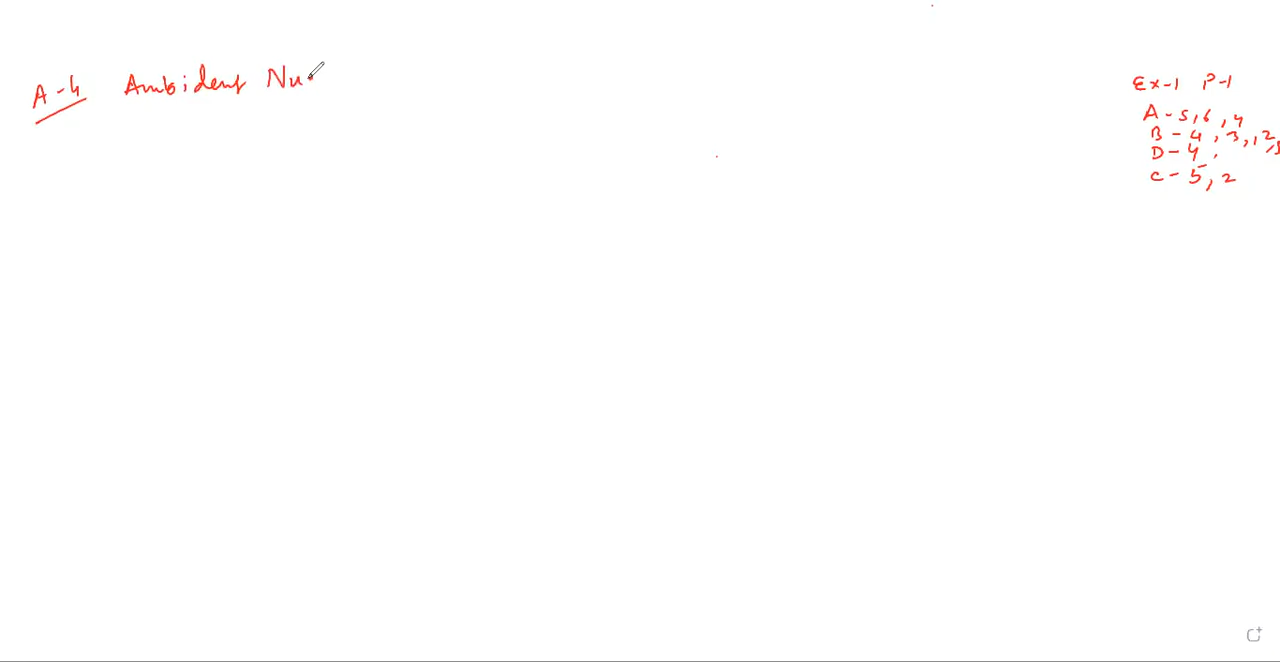 A-4 Ambident Nu
Ex-1 P-1
A - 5, 6, 4
B - 4, 3, 1, 2,
D - 4,
C - 5, 2